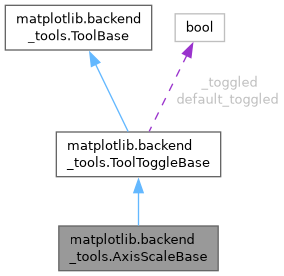 matplotlib.backend
_tools.ToolBase
bool
_toggled
default_toggled
matplotlib.backend
_tools.ToolToggleBase
matplotlib.backend
_tools.AxisScaleBase